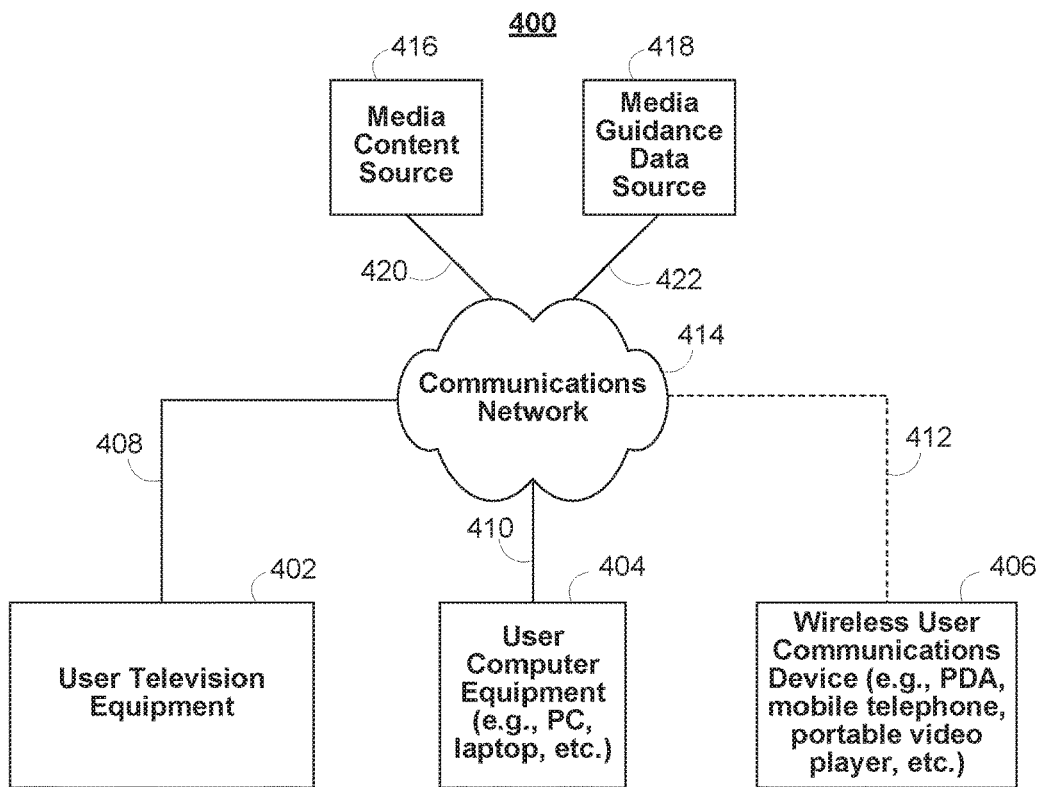 400
416
418
Media
Content
Source
Media
Guidance
Data
Source
420
422
414
Communications
Network
408
412
410
402
404
406
User Television
Equipment
User
Computer
Equipment
(e.g., PC,
laptop, etc.)
Wireless User
Communications
Device (e.g., PDA,
mobile telephone,
portable video
player, etc.)